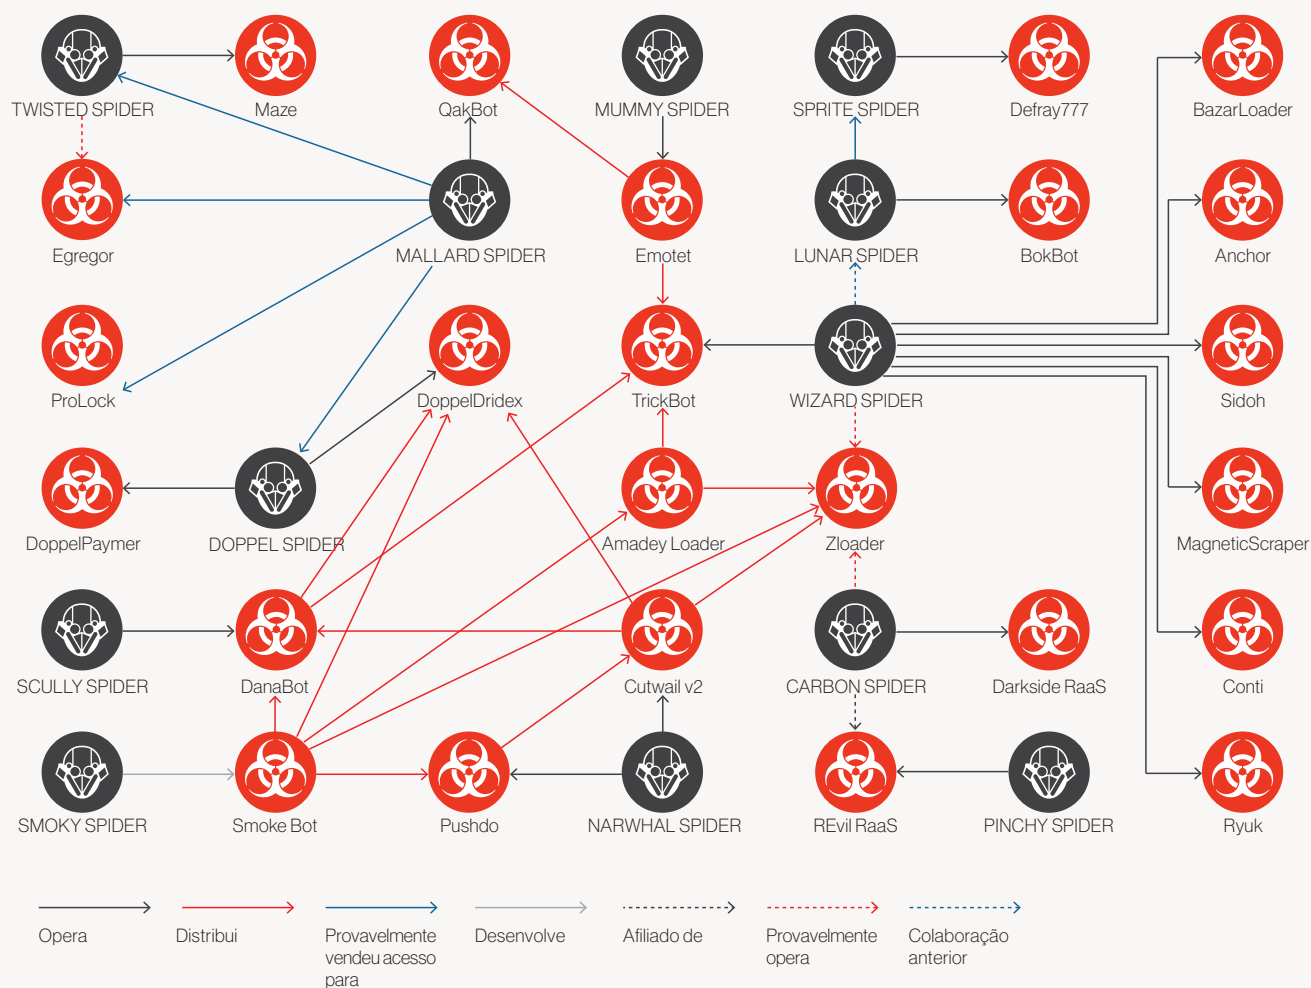 TWISTED SPIDER
Maze
QakBot
MUMMY SPIDER
SPRITE SPIDER
Defray777
BazarLoader
Egregor
MALLARD SPIDER
Emotet
LUNAR SPIDER
BokBot
Anchor
ProLock
DoppelDridex
TrickBot
WIZARD SPIDER
Sidoh
DoppelPaymer
DOPPEL SPIDER
Amadey Loader
Zloader
MagneticScraper
SCULLY SPIDER
DanaBot
Cutwail v2
CARBON SPIDER
Darkside RaaS
Conti
SMOKY SPIDER
Smoke Bot
Pushdo
NARWHAL SPIDER
REvil RaaS
PINCHY SPIDER
Ryuk
Opera
Distribui
Provavelmente
vendeu acesso
para
Desenvolve
Afiliado de
Provavelmente
opera
Colaboração
anterior